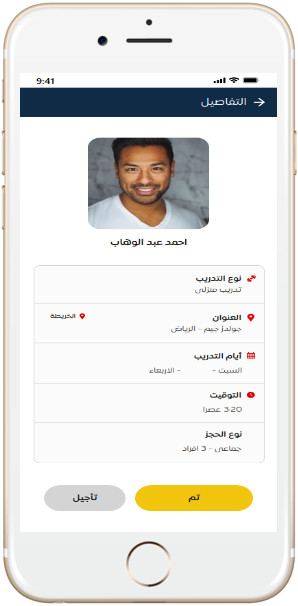 9:41
التفاصيل
احمد عبد الوهاب
نوع التدريب
تدريب منزلي
العنوان
الخريطة
جولدز جيم - الرياض
أيام التدريب
السبت - - الاربعاء
التوقيت
3:20 عصرا
نوع الحجز
جماعي - 3 افراد
تم
تأجيل